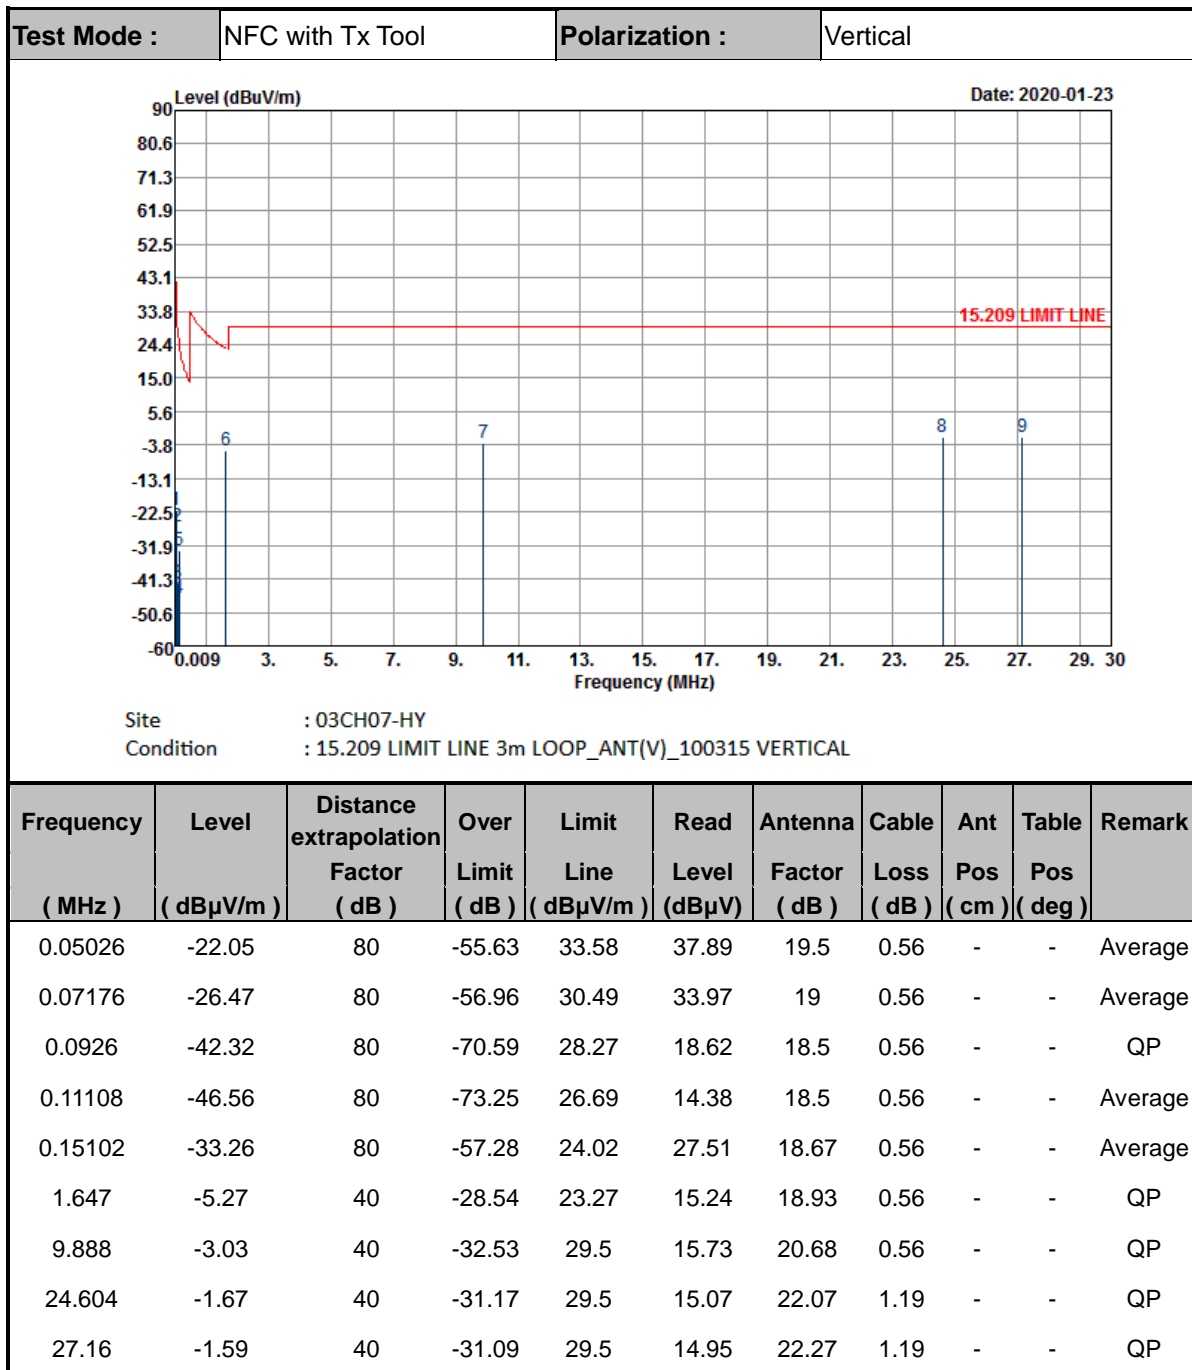 Test Mode : NFC with Tx Tool Polarization : Vertical
Level (dBuV/m) Date: 2020-01-23
90
80.6
71.3
61.9
52.5
43.1
33.8
15.209 LIMIT LINE
24.4
15.0
5.6
6 7 8 9
-3.8
-13.1
1
-22.5
2
5
-31.9
3
-41.3
4
-50.6
-60
0.009 3. 5. 7. 9. 11. 13. 15. 17. 19. 21. 23. 25. 27. 29. 30
Frequency (MHz)
Site : 03CH07-HY
Condition : 15.209 LIMIT LINE 3m LOOP_ANT(V)_100315 VERTICAL
Frequency Level Distance extrapolation Over Limit Read Antenna Cable Ant Table Remark
Factor Limit Line Level Factor Loss Pos Pos
( MHz ) ( dBµV/m ) ( dB ) ( dB ) ( dBµV/m ) (dBµV) ( dB ) ( dB ) ( cm ) ( deg )
0.05026 -22.05 80 -55.63 33.58 37.89 19.5 0.56 - - Average
0.07176 -26.47 80 -56.96 30.49 33.97 19 0.56 - - Average
0.0926 -42.32 80 -70.59 28.27 18.62 18.5 0.56 - - QP
0.11108 -46.56 80 -73.25 26.69 14.38 18.5 0.56 - - Average
0.15102 -33.26 80 -57.28 24.02 27.51 18.67 0.56 - - Average
1.647 -5.27 40 -28.54 23.27 15.24 18.93 0.56 - - QP
9.888 -3.03 40 -32.53 29.5 15.73 20.68 0.56 - - QP
24.604 -1.67 40 -31.17 29.5 15.07 22.07 1.19 - - QP
27.16 -1.59 40 -31.09 29.5 14.95 22.27 1.19 - - QP